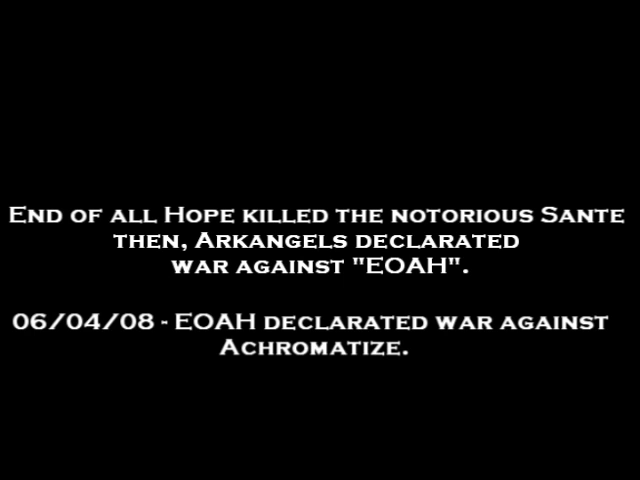 End of all Hope killed the notorious Sante
then, Arkangels declarated
war against "EOAH".
06/04/08 - EOAH declarated war against
Achromatize.